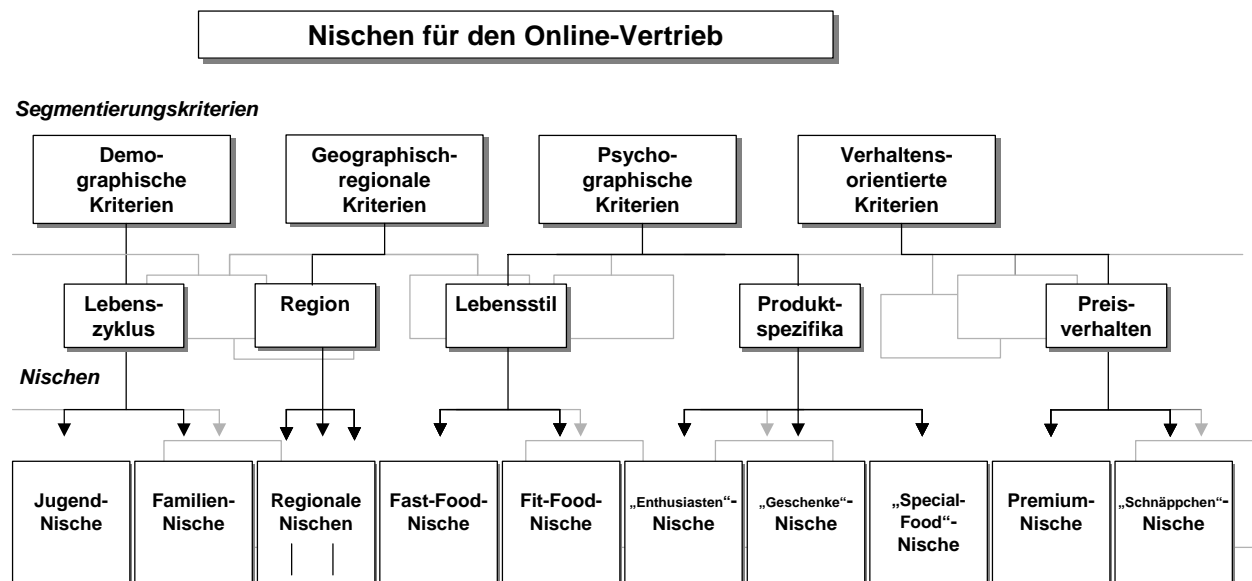 Nischen für den Online-Vertrieb
Segmentierungskriterien
Demo-
graphische
Kriterien
Geographisch-
regionale
Kriterien
Psycho-
graphische
Kriterien
Verhaltens-
orientierte
Kriterien
Lebens-
zyklus
Region
Lebensstil
Produkt-
spezifika
Preis-
verhalten
Nischen
Jugend-
Nische
Familien-
Nische
Regionale
Nischen
Fast-Food-
Nische
Fit-Food-
Nische
„Enthusiasten“-
Nische
„Geschenke“-
Nische
„Special-
Food“-
Nische
Premium-
Nische
„Schnäppchen“-
Nische